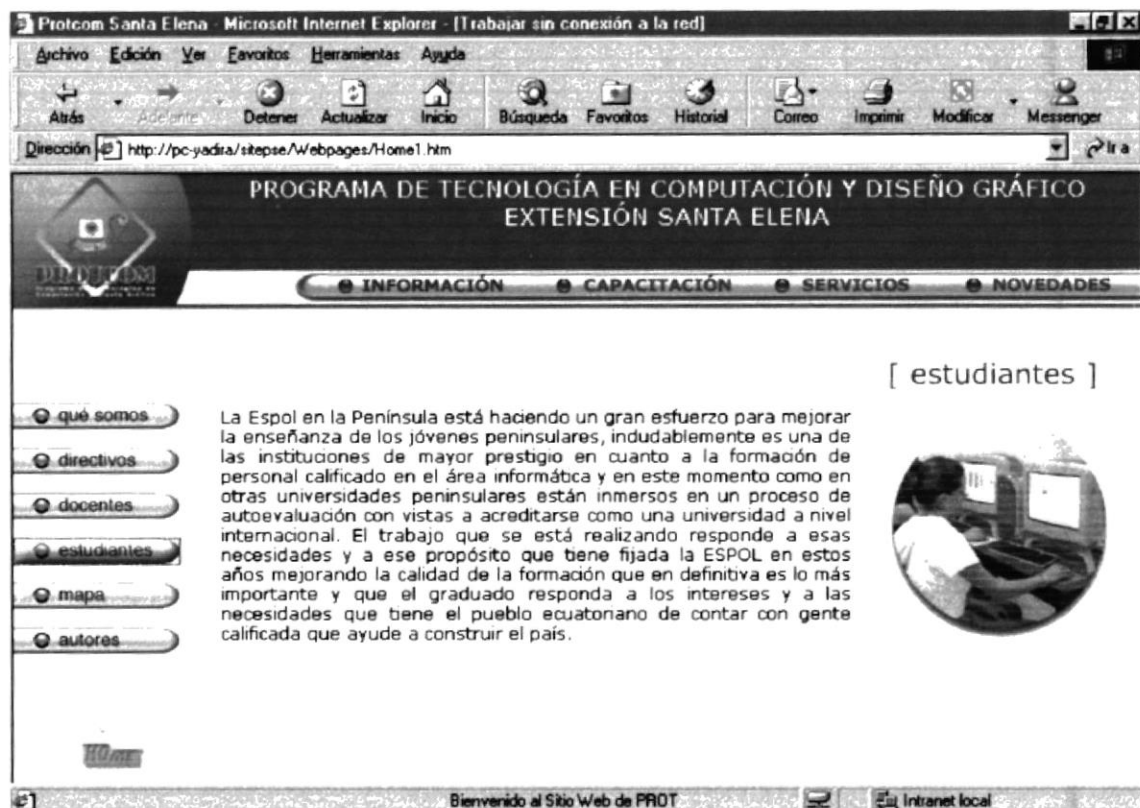 Protcom Santa Elena - Microsoft Internet Explorer - [Trabajar sin conexión a la red]
Archivo Edición Ver Favoritos Herramientas Ayuda
Atrás Adelante Detener Actualizar Inicio Búsqueda Favoritos Historial Correo Imprimir Modificar Messenger
Dirección http://pc-yadira/sitepse/Webpages/Home1.htm Ir a
PROGRAMA DE TECNOLOGÍA EN COMPUTACIÓN Y DISEÑO GRÁFICO
EXTENSIÓN SANTA ELENA
PROTCOM
INFORMACIÓN CAPACITACIÓN SERVICIOS NOVEDADES
[ estudiantes ]
qué somos
directivos
docentes
estudiantes
mapa
autores
La Espol en la Península está haciendo un gran esfuerzo para mejorar
la enseñanza de los jóvenes peninsulares, indudablemente es una de
las instituciones de mayor prestigio en cuanto a la formación de
personal calificado en el área informática y en este momento como en
otras universidades peninsulares están inmersos en un proceso de
autoevaluación con vistas a acreditarse como una universidad a nivel
internacional. El trabajo que se está realizando responde a esas
necesidades y a ese propósito que tiene fijada la ESPOL en estos
años mejorando la calidad de la formación que en definitiva es lo más
importante y que el graduado responda a los intereses y a las
necesidades que tiene el pueblo ecuatoriano de contar con gente
calificada que ayude a construir el país.
HOME
Bienvenido al Sitio Web de PROT Intranet local